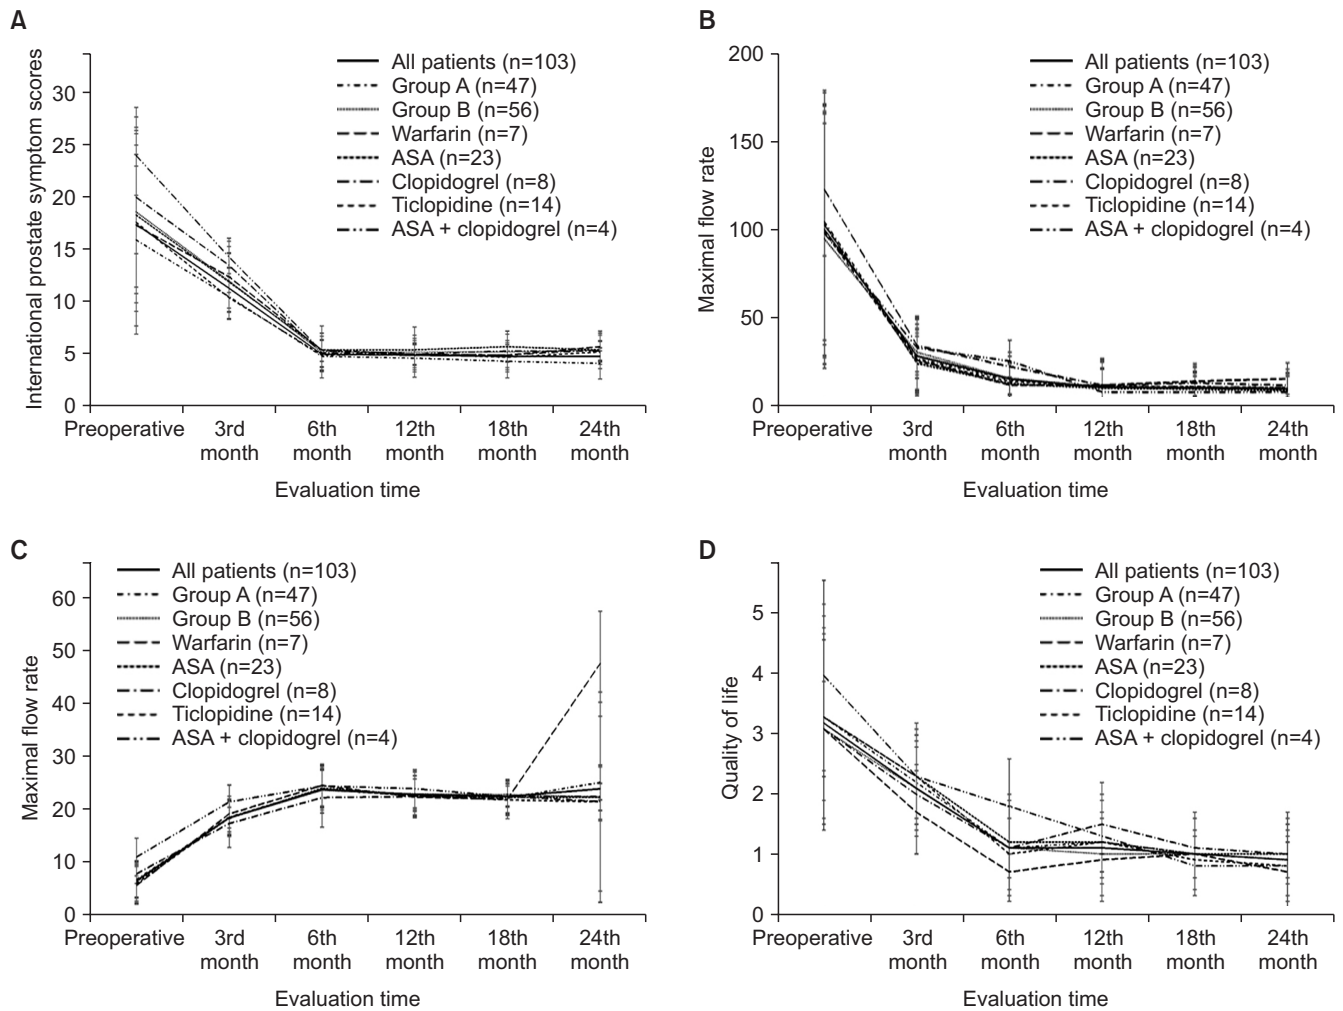 A
International prostate symptom scores
30
25
20
15
10
5
0
All patients (n=103)
Group A (n=47)
Group B (n=56)
Warfarin (n=7)
ASA (n=23)
Clopidogrel (n=8)
Ticlopidine (n=14)
ASA + clopidogrel (n=4)
Preoperative 3rd month 6th month 12th month 18th month 24th month
Evaluation time
B
Maximal flow rate
200
150
100
50
0
All patients (n=103)
Group A (n=47)
Group B (n=56)
Warfarin (n=7)
ASA (n=23)
Clopidogrel (n=8)
Ticlopidine (n=14)
ASA + clopidogrel (n=4)
Preoperative 3rd month 6th month 12th month 18th month 24th month
Evaluation time
C
Maximal flow rate
60
50
40
30
20
10
0
All patients (n=103)
Group A (n=47)
Group B (n=56)
Warfarin (n=7)
ASA (n=23)
Clopidogrel (n=8)
Ticlopidine (n=14)
ASA + clopidogrel (n=4)
Preoperative 3rd month 6th month 12th month 18th month 24th month
Evaluation time
D
Quality of life
5
4
3
2
1
0
All patients (n=103)
Group A (n=47)
Group B (n=56)
Warfarin (n=7)
ASA (n=23)
Clopidogrel (n=8)
Ticlopidine (n=14)
ASA + clopidogrel (n=4)
Preoperative 3rd month 6th month 12th month 18th month 24th month
Evaluation time